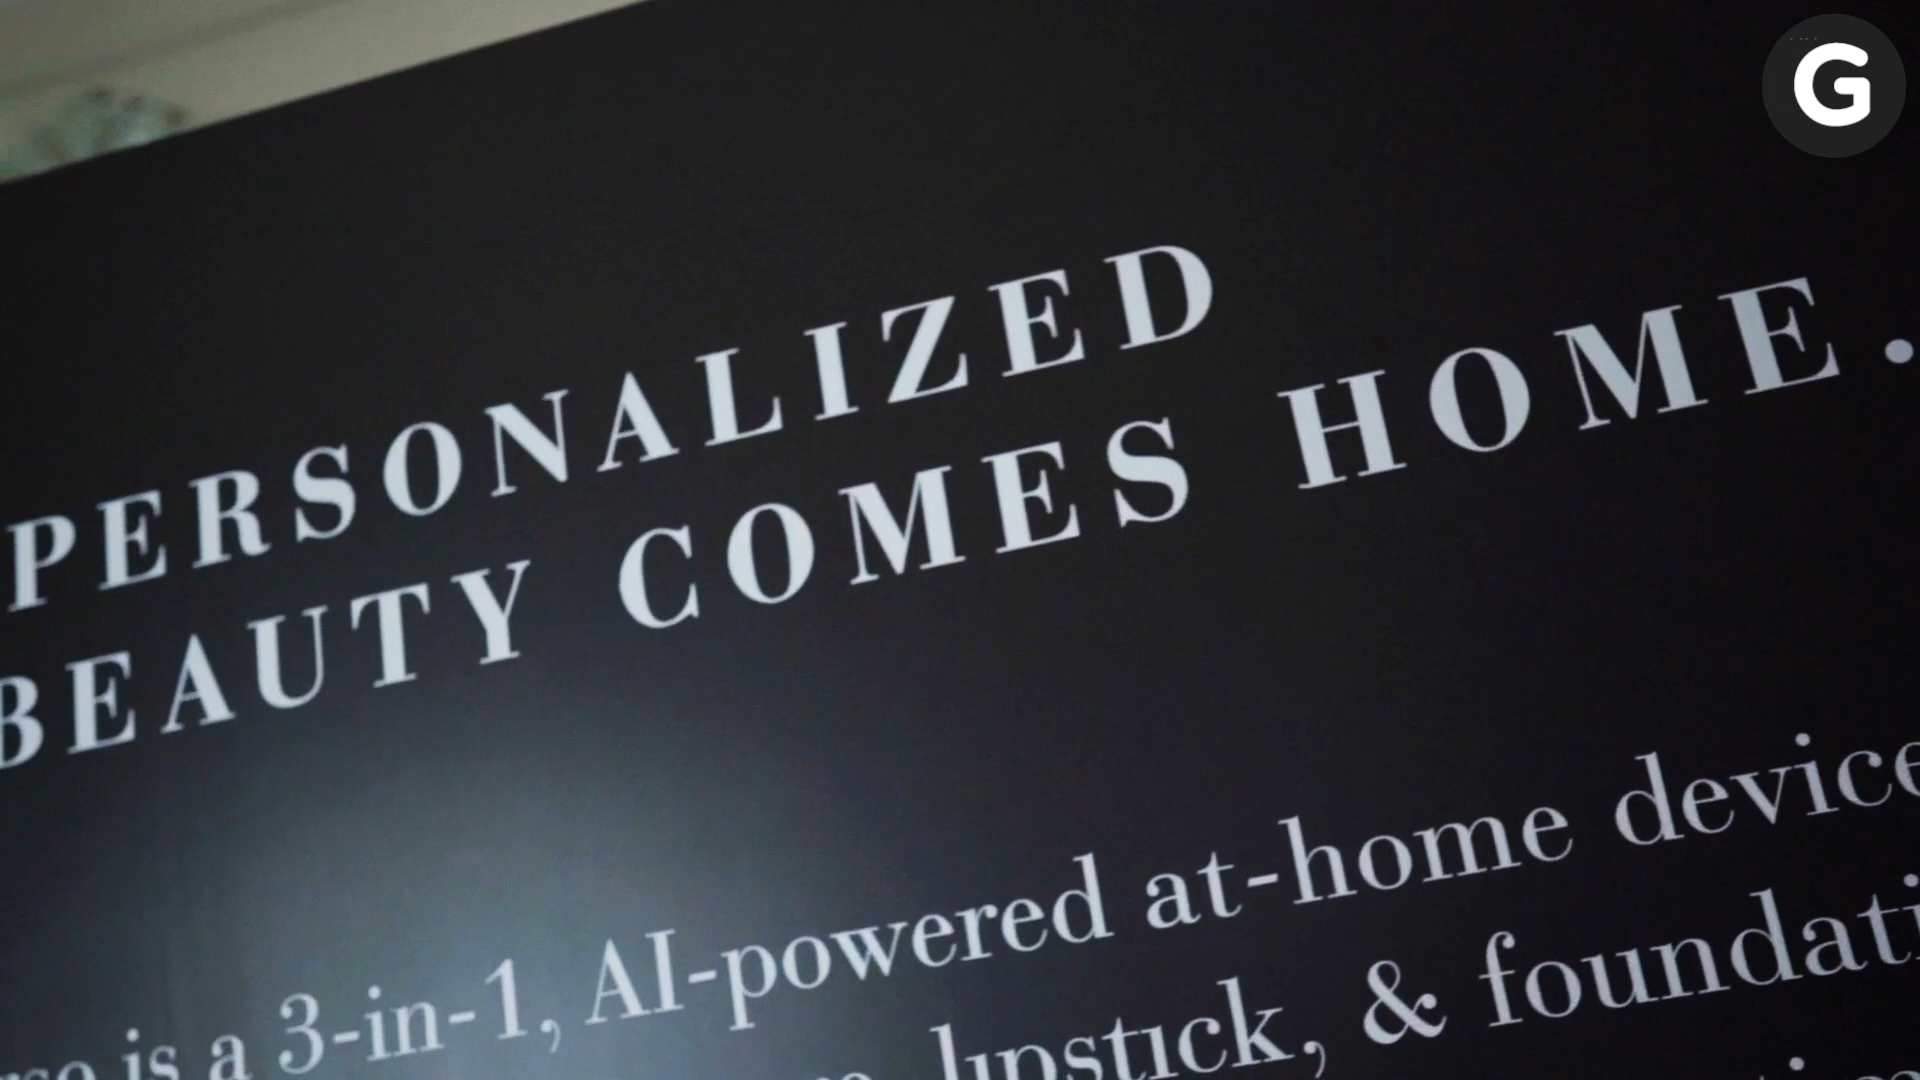 G
PERSONALIZED
BEAUTY COMES HOME.
is a 3-in-1, AI-powered at-home device
lipstick, & foundati